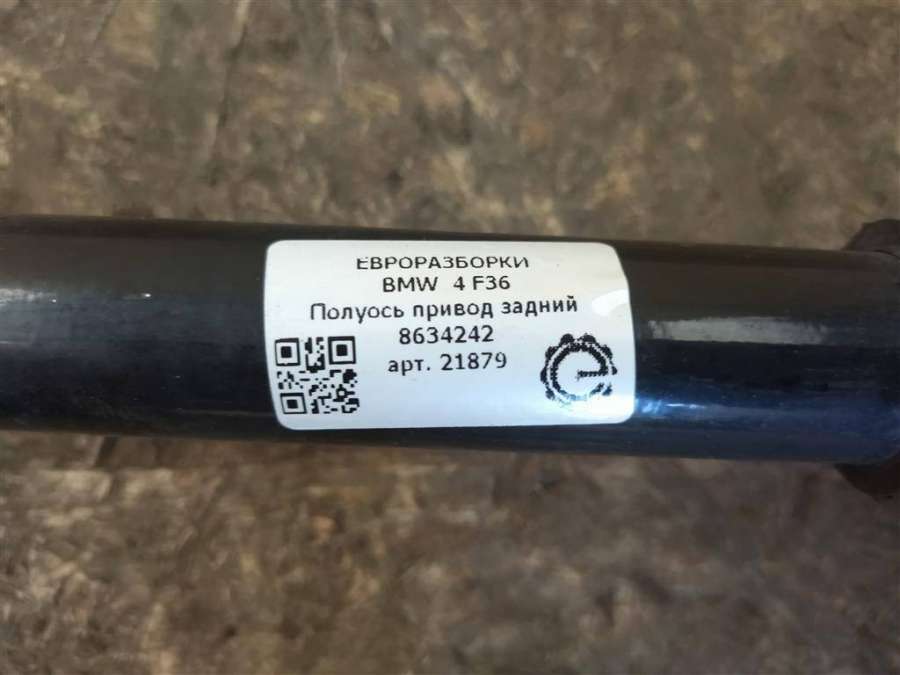 ЕВРОРАЗБОРКИ
BMW 4 F36
Полуось привод задний
8634242
арт. 21879